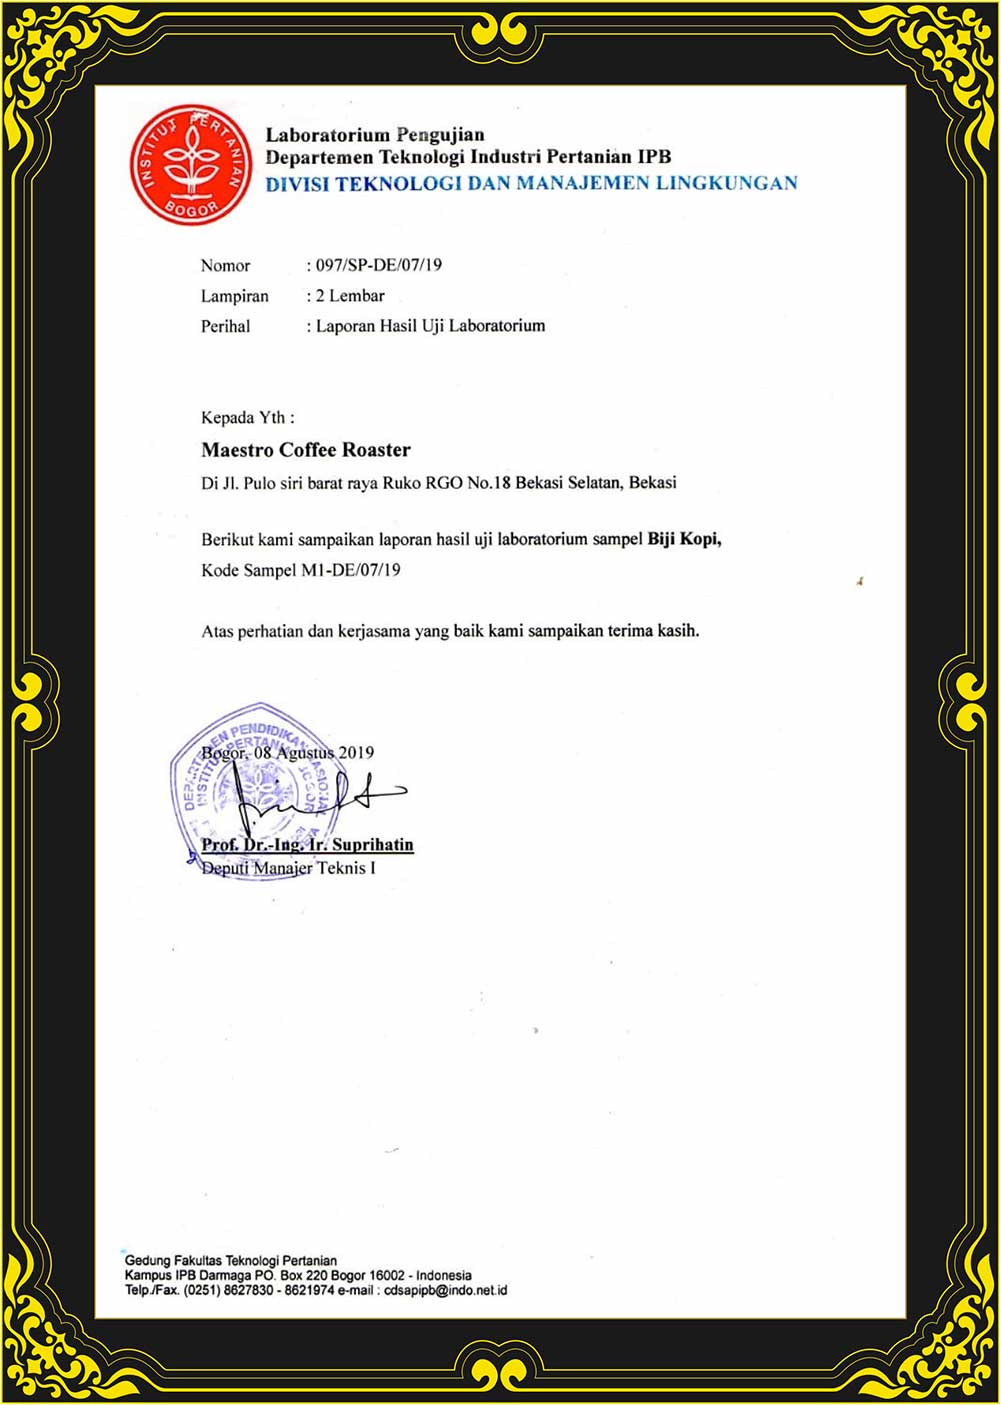 INSTITUT PERTANIAN
BOGOR
Laboratorium Pengujian
Departemen Teknologi Industri Pertanian IPB
DIVISI TEKNOLOGI DAN MANAJEMEN LINGKUNGAN
Nomor : 097/SP-DE/07/19
Lampiran : 2 Lembar
Perihal : Laporan Hasil Uji Laboratorium
Kepada Yth :
Maestro Coffee Roaster
Di Jl. Pulo siri barat raya Ruko RGO No.18 Bekasi Selatan, Bekasi
Berikut kami sampaikan laporan hasil uji laboratorium sampel Biji Kopi,
Kode Sampel M1-DE/07/19
Atas perhatian dan kerjasama yang baik kami sampaikan terima kasih.
DEPARTEMEN PENDIDIKAN NASIONAL
INSTITUT PERTANIAN BOGOR
Bogor, 08 Agustus 2019
Prof. Dr.-Ing. Ir. Suprihatin
Deputi Manajer Teknis I
Gedung Fakultas Teknologi Pertanian
Kampus IPB Darmaga PO. Box 220 Bogor 16002 - Indonesia
Telp./Fax. (0251) 8627830 - 8621974 e-mail : cdsapipb@indo.net.id